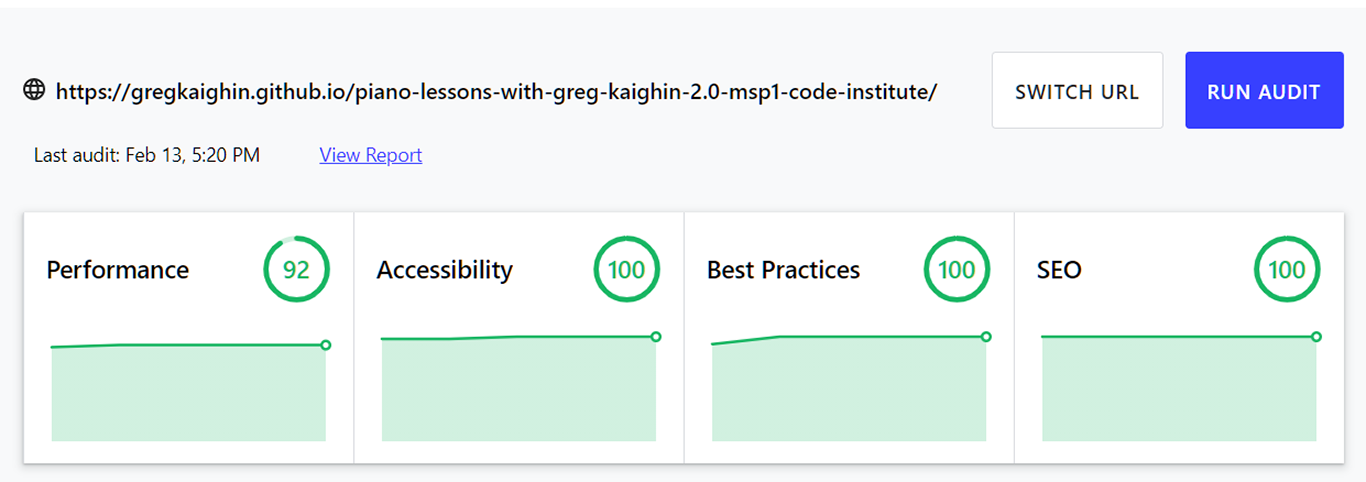 https://gregkaighin.github.io/piano-lessons-with-greg-kaighin-2.0-msp1-code-institute/
SWITCH URL
RUN AUDIT
Last audit: Feb 13, 5:20 PM
View Report
Performance
92
Accessibility
100
Best Practices
100
SEO
100